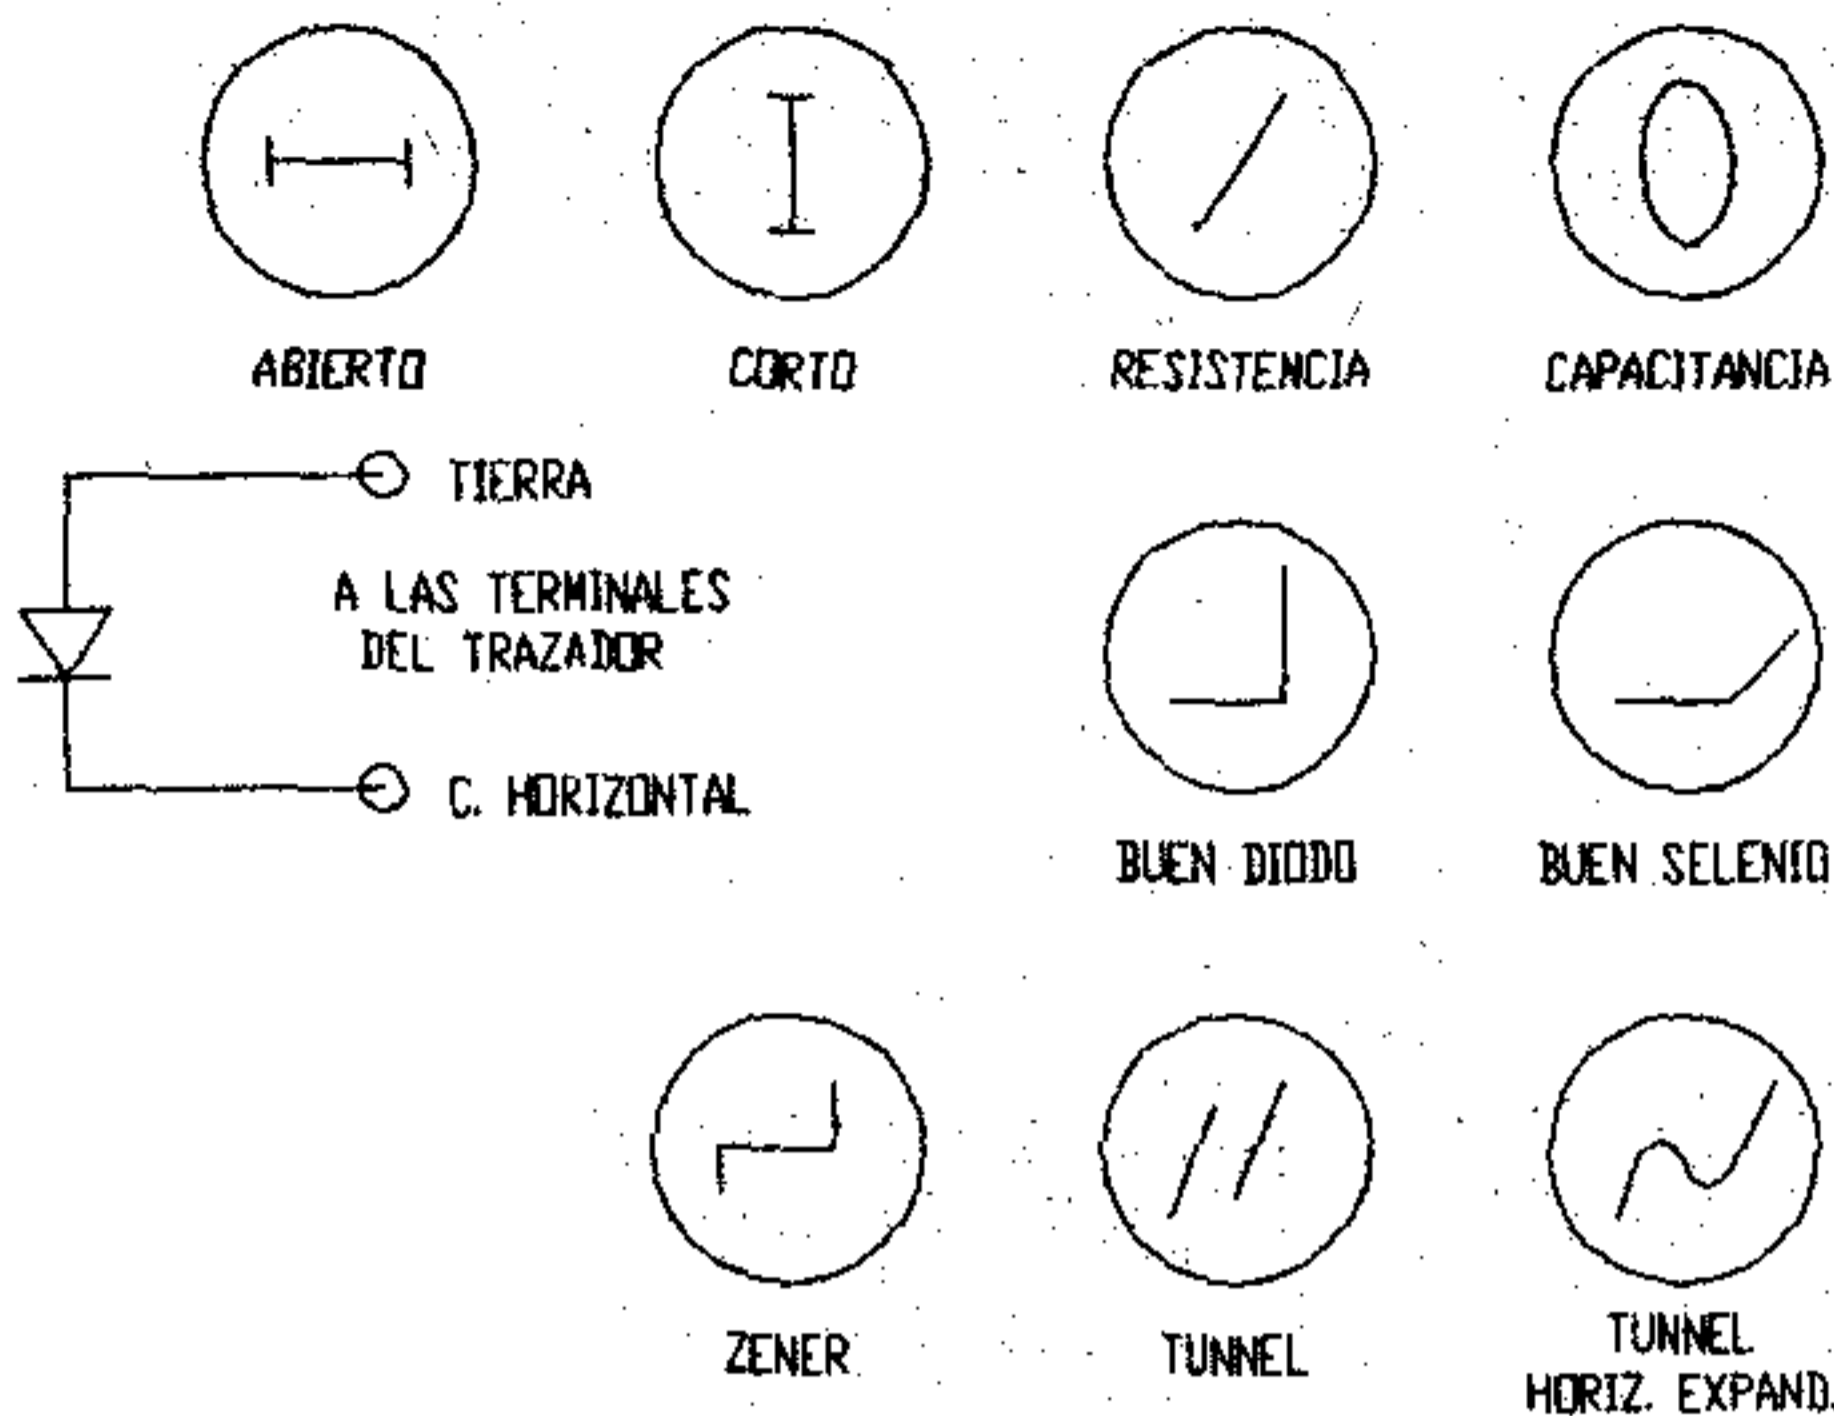 ABIERTO
CORTO
RESISTENCIA
CAPACITANCIA
TIERRA
A LAS TERMINALES
DEL TRAZADOR
C. HORIZONTAL
BUEN DIODO
BUEN SELENIO
ZENER
TUNNEL
TUNNEL
HORIZ. EXPAND.